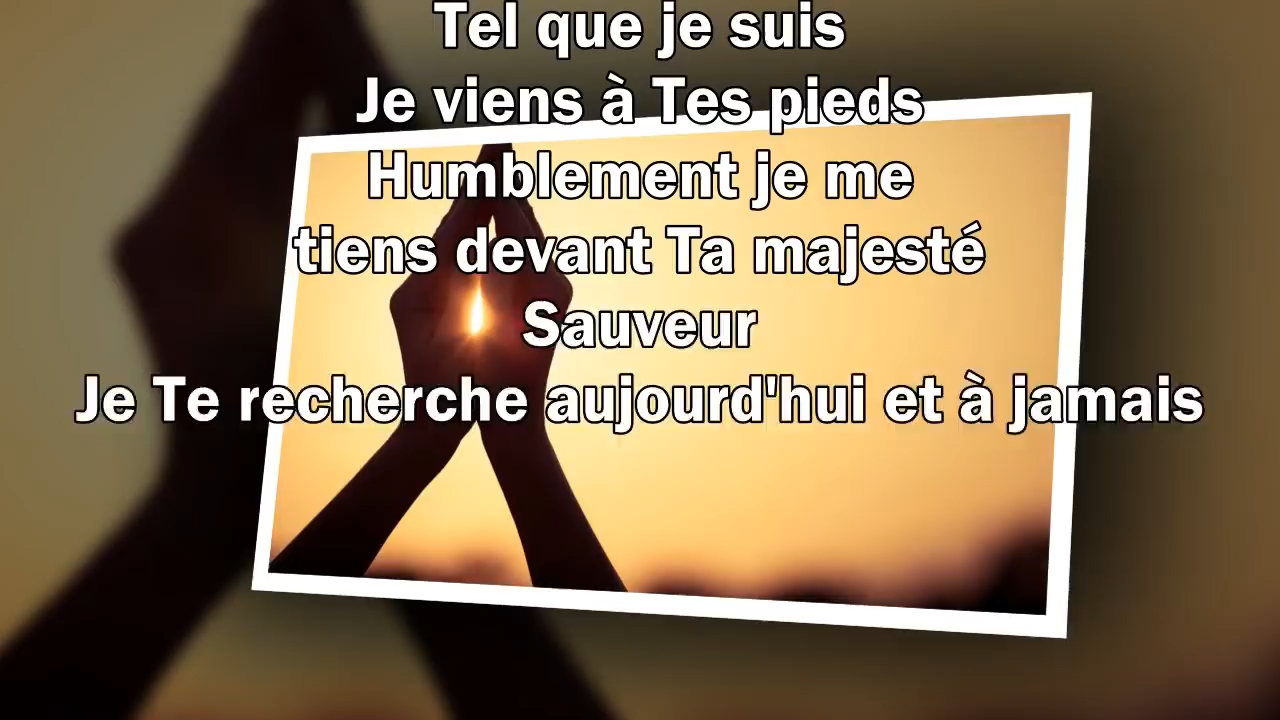 Tel que je suis
Je viens à Tes pieds
Humblement je me
tiens devant Ta majesté
Sauveur
Je Te recherche aujourd'hui et à jamais